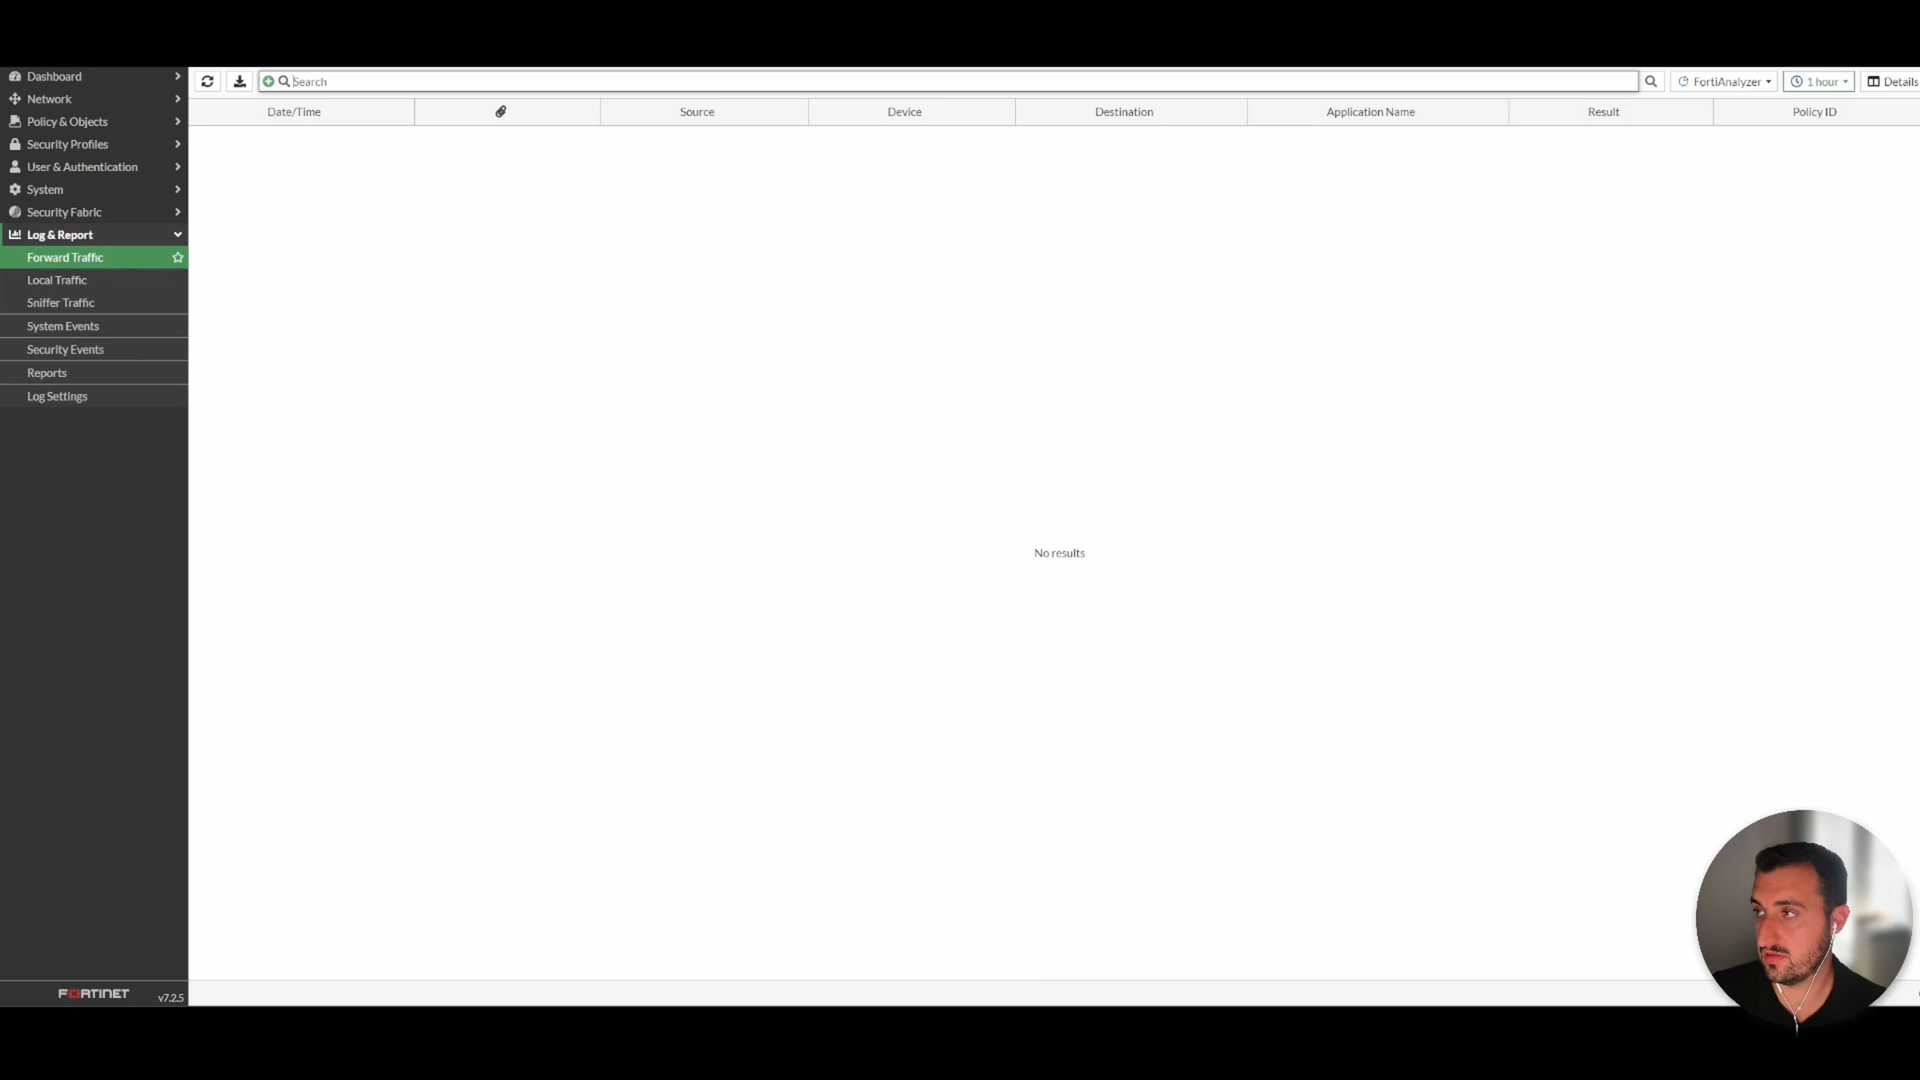 Dashboard
Network
Policy & Objects
Security Profiles
User & Authentication
System
Security Fabric
Log & Report
Forward Traffic
Local Traffic
Sniffer Traffic
System Events
Security Events
Reports
Log Settings
FORTINET v7.2.5
Search FortiAnalyzer 1 hour Details
Date/Time Source Device Destination Application Name Result Policy ID
No results